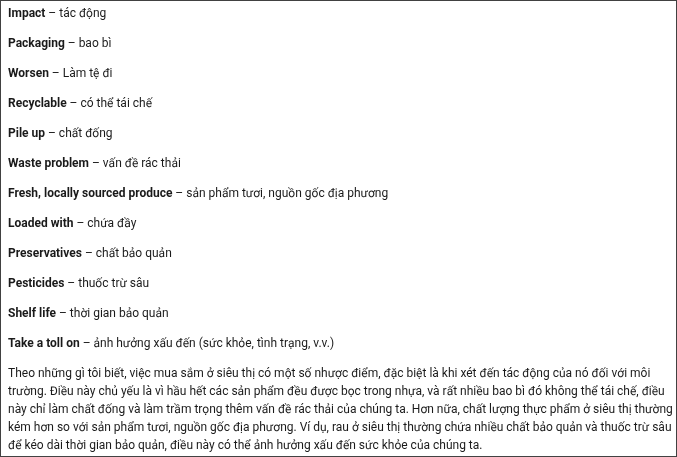 Impact – tác động
Packaging – bao bì
Worsen – Làm tệ đi
Recyclable – có thể tái chế
Pile up – chất đống
Waste problem – vấn đề rác thải
Fresh, locally sourced produce – sản phẩm tươi, nguồn gốc địa phương
Loaded with – chứa đầy
Preservatives – chất bảo quản
Pesticides – thuốc trừ sâu
Shelf life – thời gian bảo quản
Take a toll on – ảnh hưởng xấu đến (sức khỏe, tình trạng, v.v.)
Theo những gì tôi biết, việc mua sắm ở siêu thị có một số nhược điểm, đặc biệt là khi xét đến tác động của nó đối với môi
trường. Điều này chủ yếu là vì hầu hết các sản phẩm đều được bọc trong nhựa, và rất nhiều bao bì đó không thể tái chế, điều
này chỉ làm chất đống và làm trầm trọng thêm vấn đề rác thải của chúng ta. Hơn nữa, chất lượng thực phẩm ở siêu thị thường
kém hơn so với sản phẩm tươi, nguồn gốc địa phương. Ví dụ, rau ở siêu thị thường chứa nhiều chất bảo quản và thuốc trừ sâu
để kéo dài thời gian bảo quản, điều này có thể ảnh hưởng xấu đến sức khỏe của chúng ta.